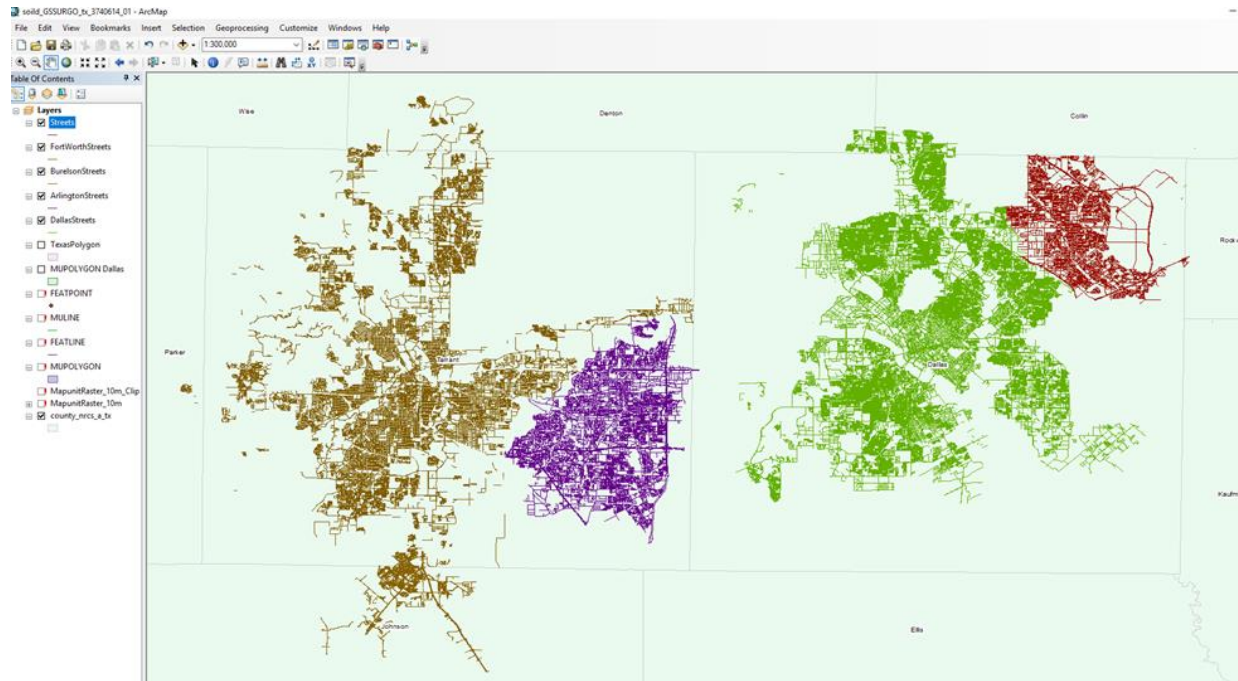 soild_GSSURGO_tx_3740614_01 - ArcMap
File Edit View Bookmarks Insert Selection Geoprocessing Customize Windows Help
1:300,000
Table Of Contents
Layers
Streets
FortWorthStreets
BurelsonStreets
ArlingtonStreets
DallasStreets
TexasPolygon
MUPOLYGON Dallas
FEATPOINT
MULINE
FEATLINE
MUPOLYGON
MapunitRaster_10m_Clip
MapunitRaster_10m
county_nrcs_a_tx
Wise
Denton
Collin
Parker
Tarrant
Dallas
Johnson
Ellis
Kaufm